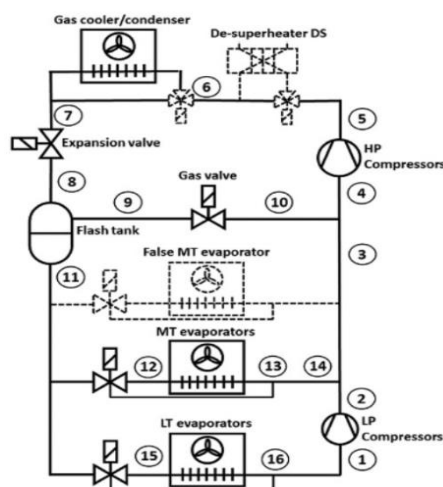 Gas cooler/condenser
De-superheater DS
6
7
5
Expansion valve
HP
Compressors
8
Gas valve
4
9
10
Flash tank
False MT evaporator
3
11
MT evaporators
12
13
14
2
LT evaporators
LP
Compressors
15
16
1